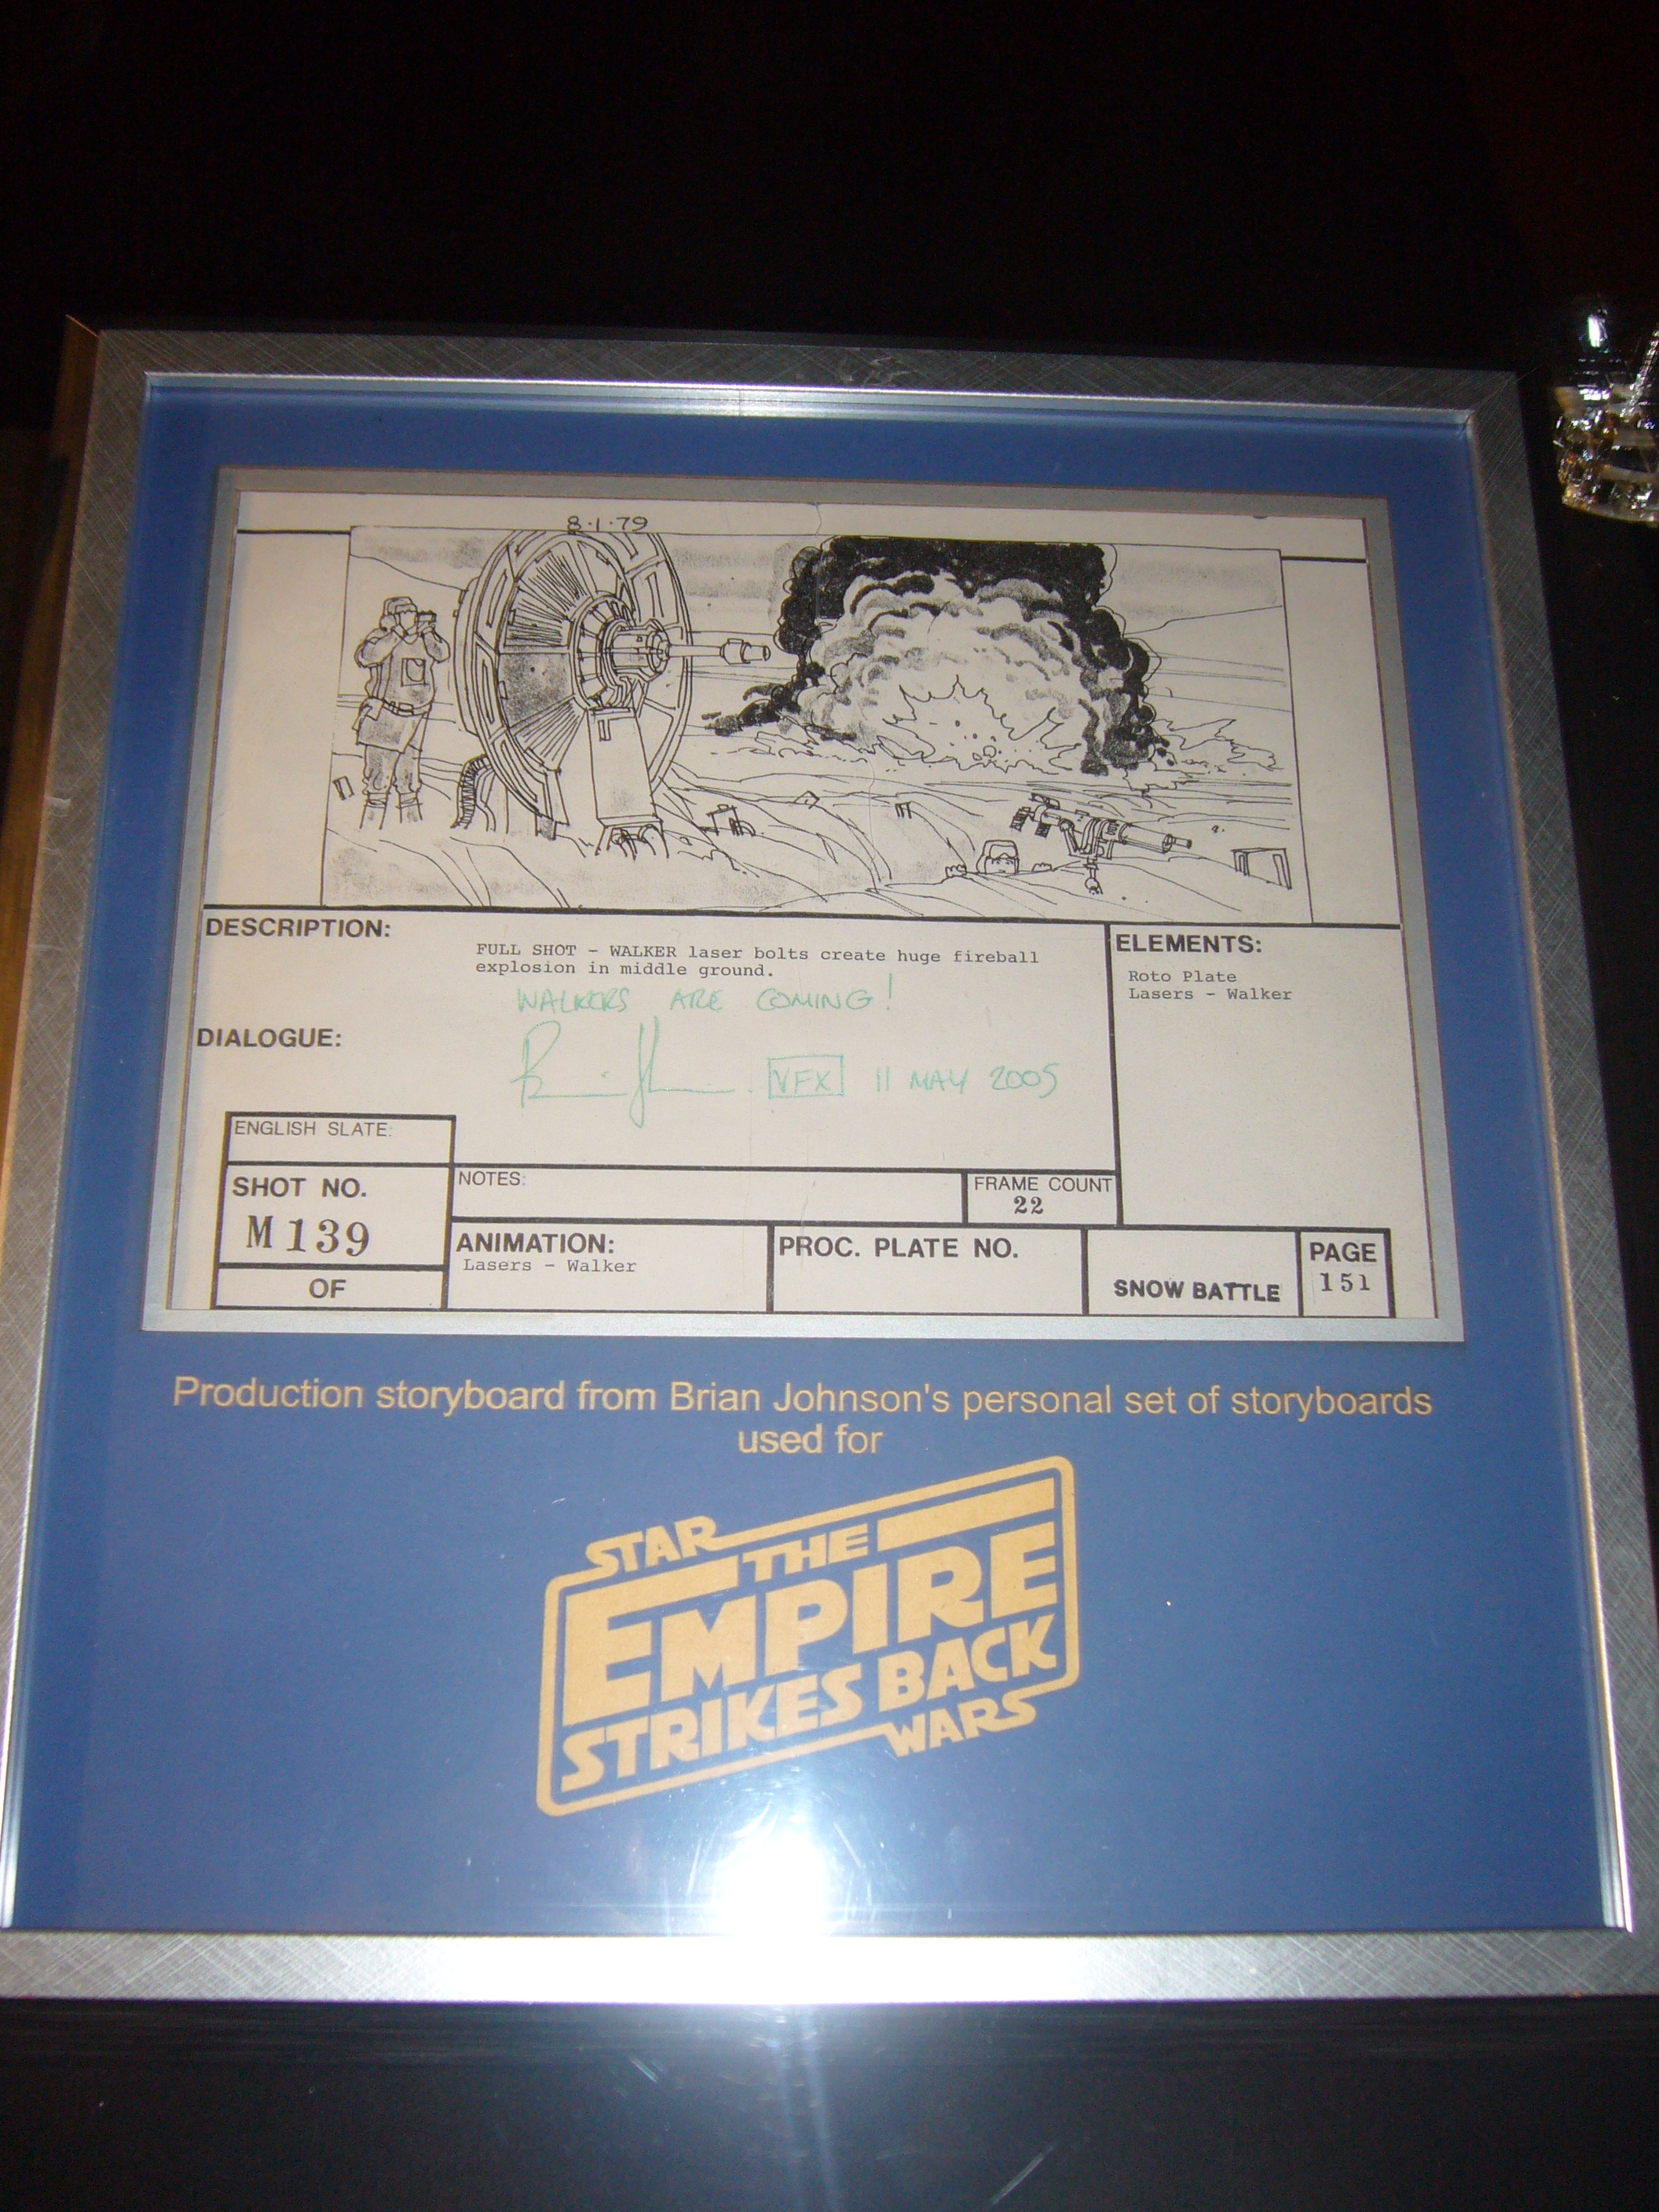 8·1·79
DESCRIPTION:
FULL SHOT - WALKER laser bolts create huge fireball
explosion in middle ground.
WALKERS ARE COMING!
ELEMENTS:
Roto Plate
Lasers - Walker
DIALOGUE:
VFX 11 MAY 2005
ENGLISH SLATE:
SHOT NO.
M 139
OF
NOTES:
FRAME COUNT
22
ANIMATION:
Lasers - Walker
PROC. PLATE NO.
SNOW BATTLE
PAGE
151
Production storyboard from Brian Johnson's personal set of storyboards
used for
STAR
THE
EMPIRE
STRIKES BACK
WARS